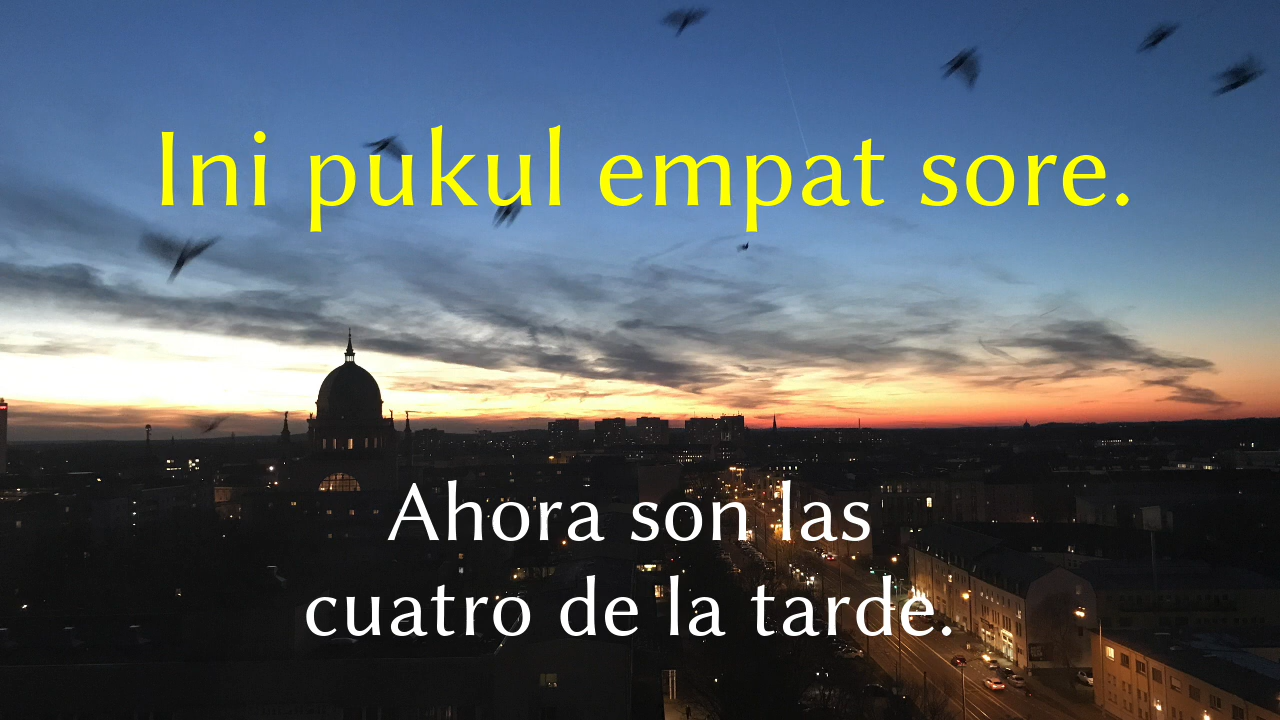 Ini pukul empat sore.
Ahora son las
cuatro de la tarde.